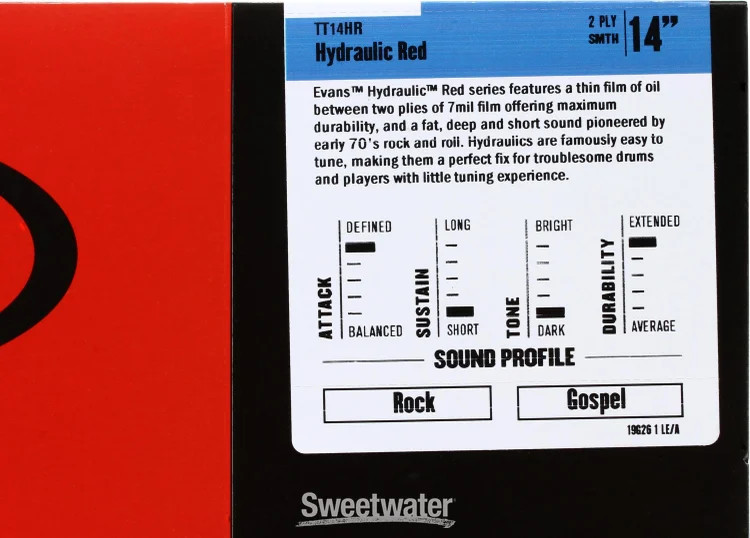 TT14HR
Hydraulic Red
2 PLY
SMTH
14”
Evans™ Hydraulic™ Red series features a thin film of oil
between two plies of 7mil film offering maximum
durability, and a fat, deep and short sound pioneered by
early 70's rock and roll. Hydraulics are famously easy to
tune, making them a perfect fix for troublesome drums
and players with little tuning experience.
ATTACK
DEFINED
BALANCED
SUSTAIN
LONG
SHORT
TONE
BRIGHT
DARK
DURABILITY
EXTENDED
AVERAGE
SOUND PROFILE
Rock
Gospel
19626 1 LE/A
Sweetwater